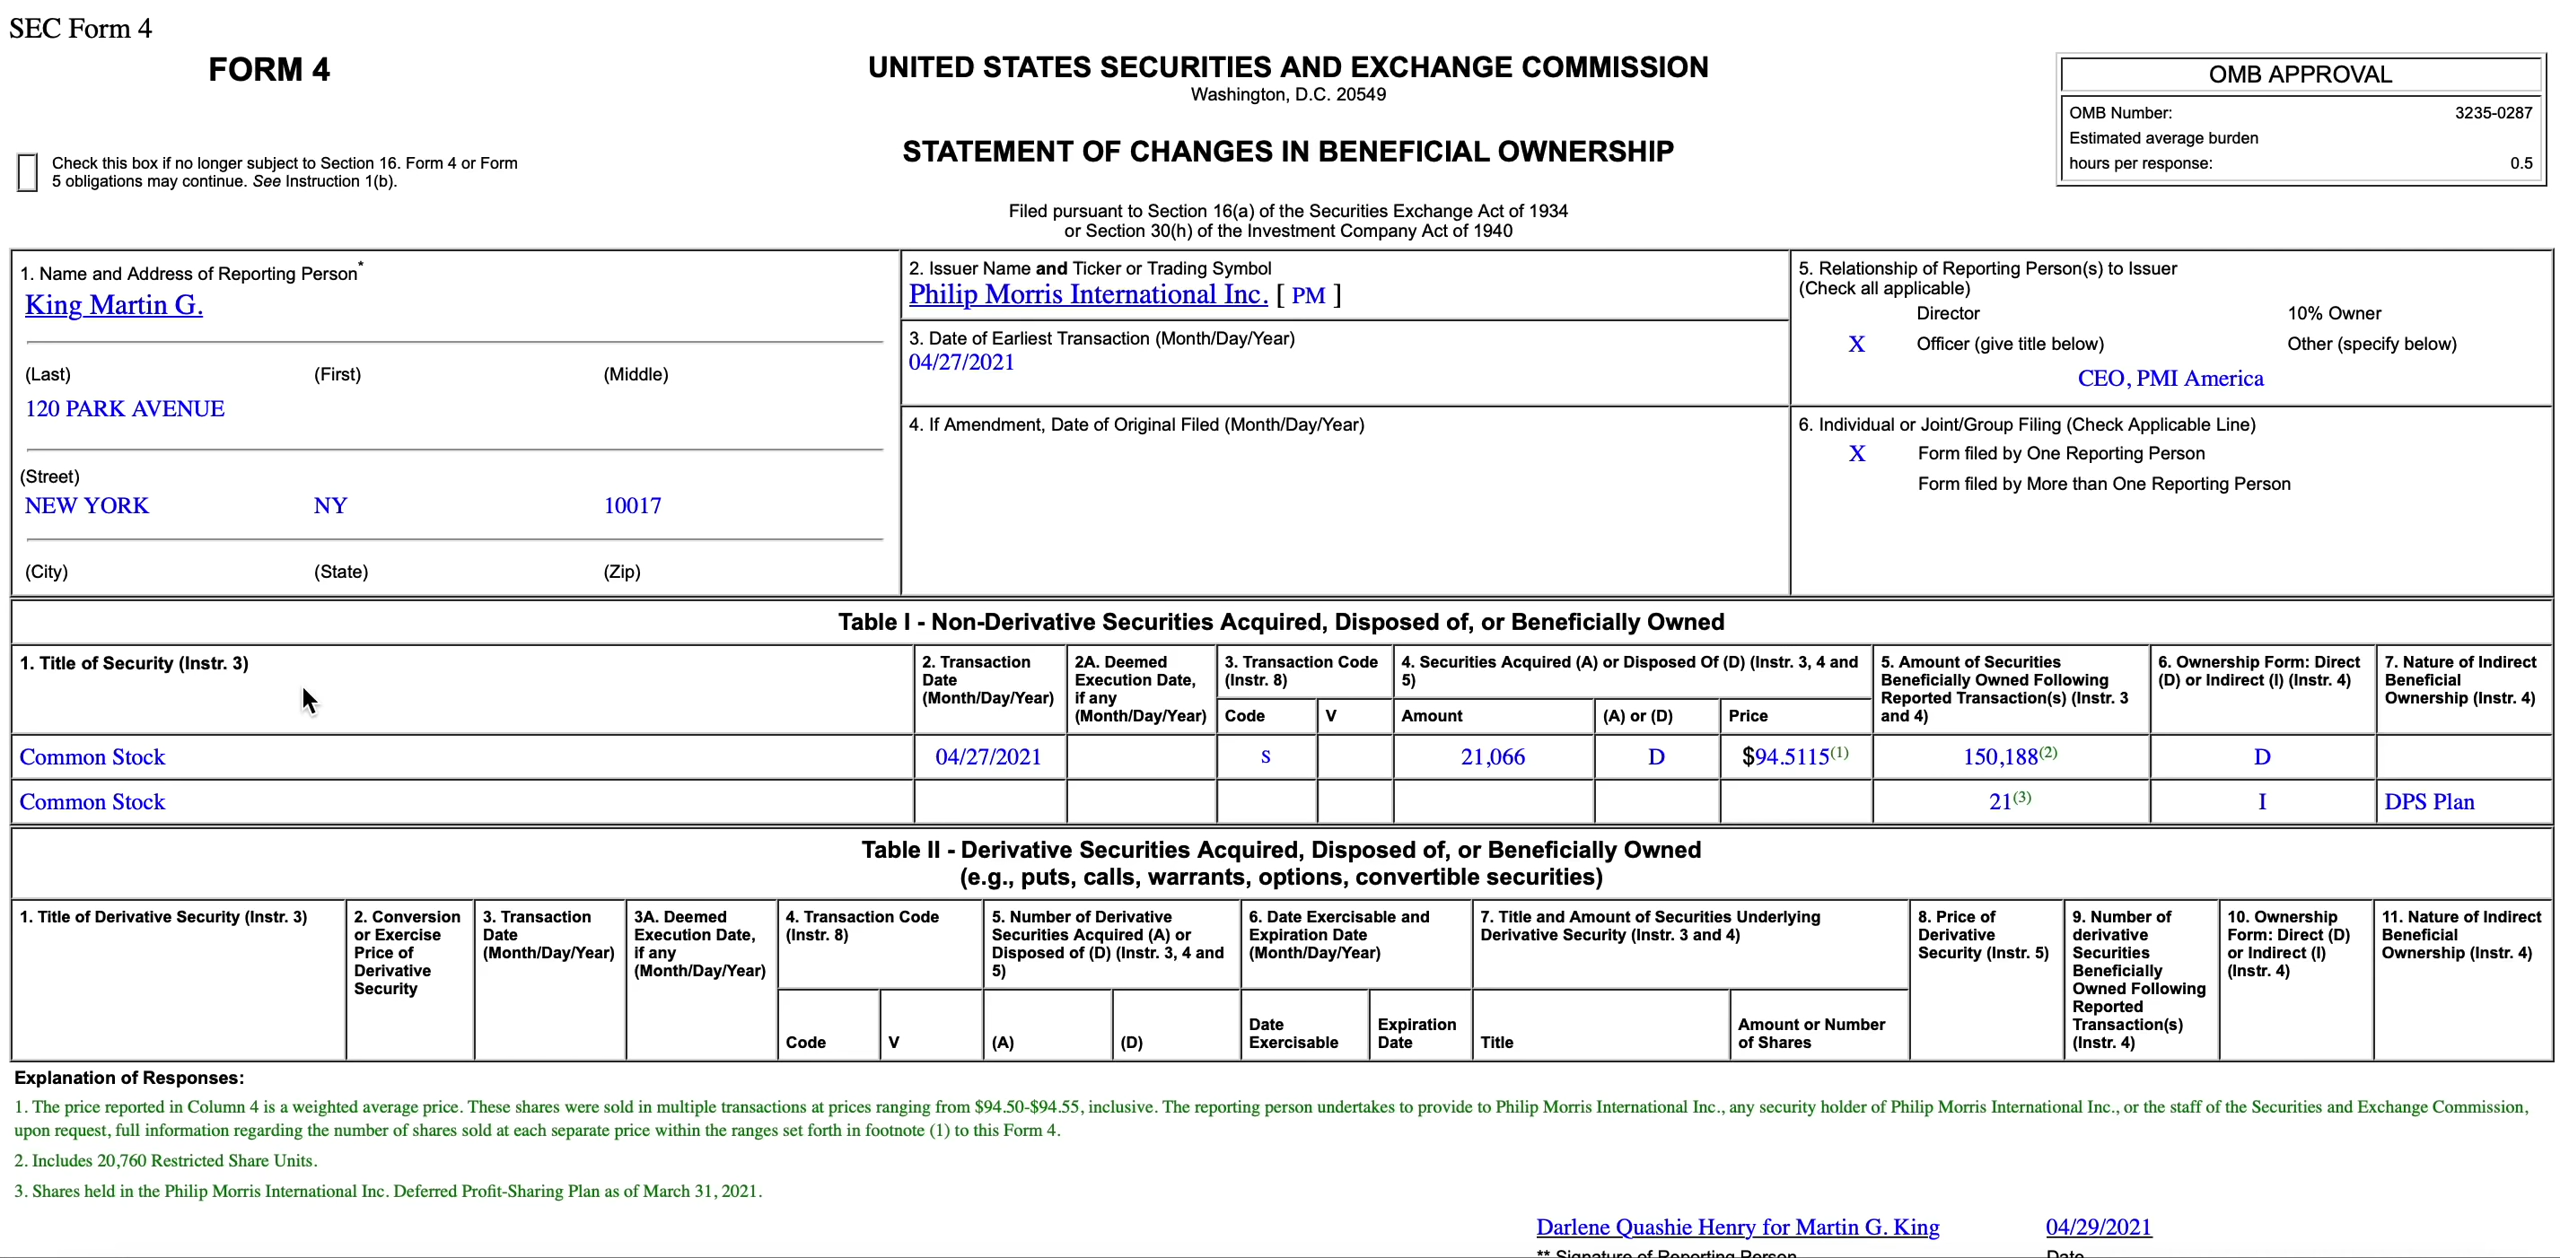 SEC Form 4
FORM 4
UNITED STATES SECURITIES AND EXCHANGE COMMISSION
Washington, D.C. 20549
STATEMENT OF CHANGES IN BENEFICIAL OWNERSHIP
Filed pursuant to Section 16(a) of the Securities Exchange Act of 1934
or Section 30(h) of the Investment Company Act of 1940
OMB APPROVAL
OMB Number: 3235-0287
Estimated average burden
hours per response: 0.5
Check this box if no longer subject to Section 16. Form 4 or Form
5 obligations may continue. See Instruction 1(b).
1. Name and Address of Reporting Person*
King Martin G.
(Last) (First) (Middle)
120 PARK AVENUE
(Street)
NEW YORK NY 10017
(City) (State) (Zip)
2. Issuer Name and Ticker or Trading Symbol
Philip Morris International Inc. [ PM ]
3. Date of Earliest Transaction (Month/Day/Year)
04/27/2021
4. If Amendment, Date of Original Filed (Month/Day/Year)
5. Relationship of Reporting Person(s) to Issuer
(Check all applicable)
Director 10% Owner
X Officer (give title below) Other (specify below)
CEO, PMI America
6. Individual or Joint/Group Filing (Check Applicable Line)
X Form filed by One Reporting Person
Form filed by More than One Reporting Person
Table I - Non-Derivative Securities Acquired, Disposed of, or Beneficially Owned
1. Title of Security (Instr. 3)
2. Transaction
Date
(Month/Day/Year)
2A. Deemed
Execution Date,
if any
(Month/Day/Year)
3. Transaction Code
(Instr. 8)
4. Securities Acquired (A) or Disposed Of (D) (Instr. 3, 4 and
5)
5. Amount of Securities
Beneficially Owned Following
Reported Transaction(s) (Instr. 3
and 4)
6. Ownership Form: Direct
(D) or Indirect (I) (Instr. 4)
7. Nature of Indirect
Beneficial
Ownership (Instr. 4)
Code V Amount (A) or (D) Price
Common Stock 04/27/2021 S 21,066 D $94.5115(1) 150,188(2) D
Common Stock 21(3) I DPS Plan
Table II - Derivative Securities Acquired, Disposed of, or Beneficially Owned
(e.g., puts, calls, warrants, options, convertible securities)
1. Title of Derivative Security (Instr. 3)
2. Conversion
or Exercise
Price of
Derivative
Security
3. Transaction
Date
(Month/Day/Year)
3A. Deemed
Execution Date,
if any
(Month/Day/Year)
4. Transaction Code
(Instr. 8)
5. Number of Derivative
Securities Acquired (A) or
Disposed of (D) (Instr. 3, 4 and
5)
6. Date Exercisable and
Expiration Date
(Month/Day/Year)
7. Title and Amount of Securities Underlying
Derivative Security (Instr. 3 and 4)
8. Price of
Derivative
Security (Instr. 5)
9. Number of
derivative
Securities
Beneficially
Owned Following
Reported
Transaction(s)
(Instr. 4)
10. Ownership
Form: Direct (D)
or Indirect (I)
(Instr. 4)
11. Nature of Indirect
Beneficial
Ownership (Instr. 4)
Code V (A) (D)
Date
Exercisable
Expiration
Date
Title
Amount or Number
of Shares
Explanation of Responses:
1. The price reported in Column 4 is a weighted average price. These shares were sold in multiple transactions at prices ranging from $94.50-$94.55, inclusive. The reporting person undertakes to provide to Philip Morris International Inc., any security holder of Philip Morris International Inc., or the staff of the Securities and Exchange Commission,
upon request, full information regarding the number of shares sold at each separate price within the ranges set forth in footnote (1) to this Form 4.
2. Includes 20,760 Restricted Share Units.
3. Shares held in the Philip Morris International Inc. Deferred Profit-Sharing Plan as of March 31, 2021.
Darlene Quashie Henry for Martin G. King 04/29/2021
** Signature of Reporting Person Date